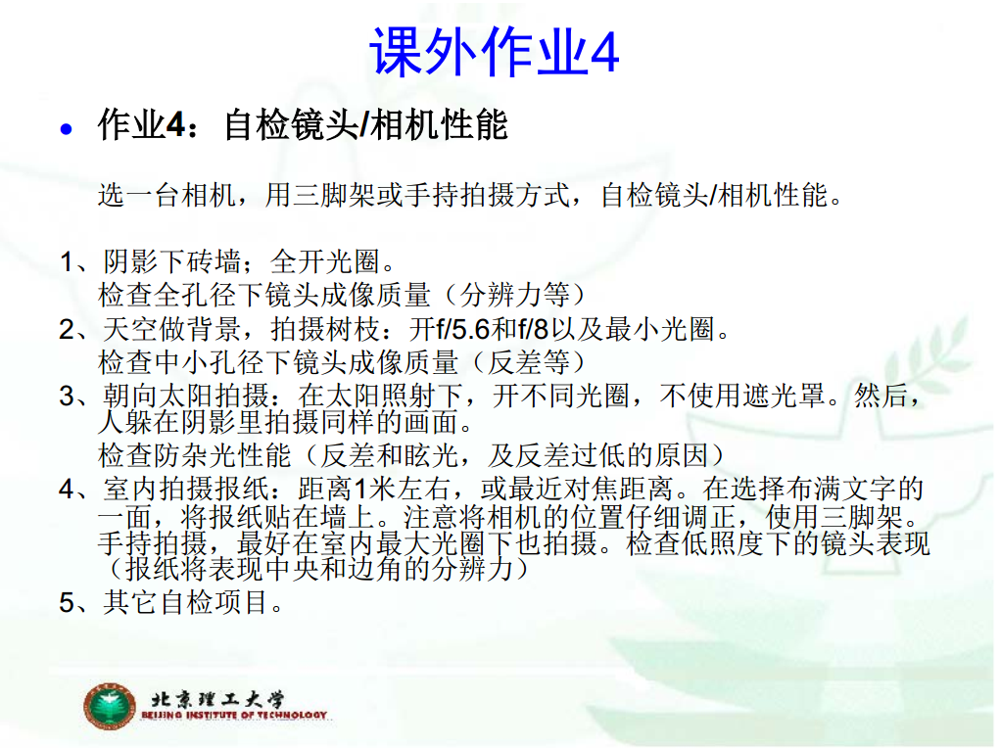 课外作业4
• 作业4：自检镜头/相机性能
选一台相机，用三脚架或手持拍摄方式，自检镜头/相机性能。
1、阴影下砖墙；全开光圈。
检查全孔径下镜头成像质量（分辨力等）
2、天空做背景，拍摄树枝：开f/5.6和f/8以及最小光圈。
检查中小孔径下镜头成像质量（反差等）
3、朝向太阳拍摄：在太阳照射下，开不同光圈，不使用遮光罩。然后，
人躲在阴影里拍摄同样的画面。
检查防杂光性能（反差和眩光，及反差过低的原因）
4、室内拍摄报纸：距离1米左右，或最近对焦距离。在选择布满文字的
一面，将报纸贴在墙上。注意将相机的位置仔细调正，使用三脚架。
手持拍摄，最好在室内最大光圈下也拍摄。检查低照度下的镜头表现
（报纸将表现中央和边角的分辨力）
5、其它自检项目。
北京理工大学
BEIJING INSTITUTE OF TECHNOLOGY